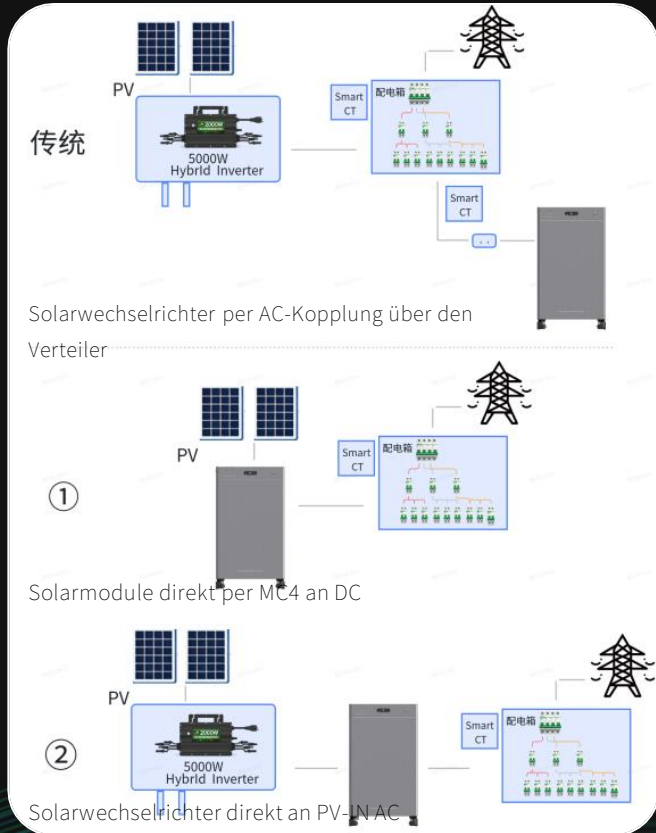 PV
传统
2000W
5000W
HybrId Inverter
Smart
CT
配电箱
Smart
CT
Solarwechselrichter per AC-Kopplung über den
Verteiler
PV
①
Smart
CT
配电箱
Solarmodule direkt per MC4 an DC
PV
②
2000W
5000W
HybrId Inverter
Smart
CT
配电箱
Solarwechselrichter direkt an PV-IN AC